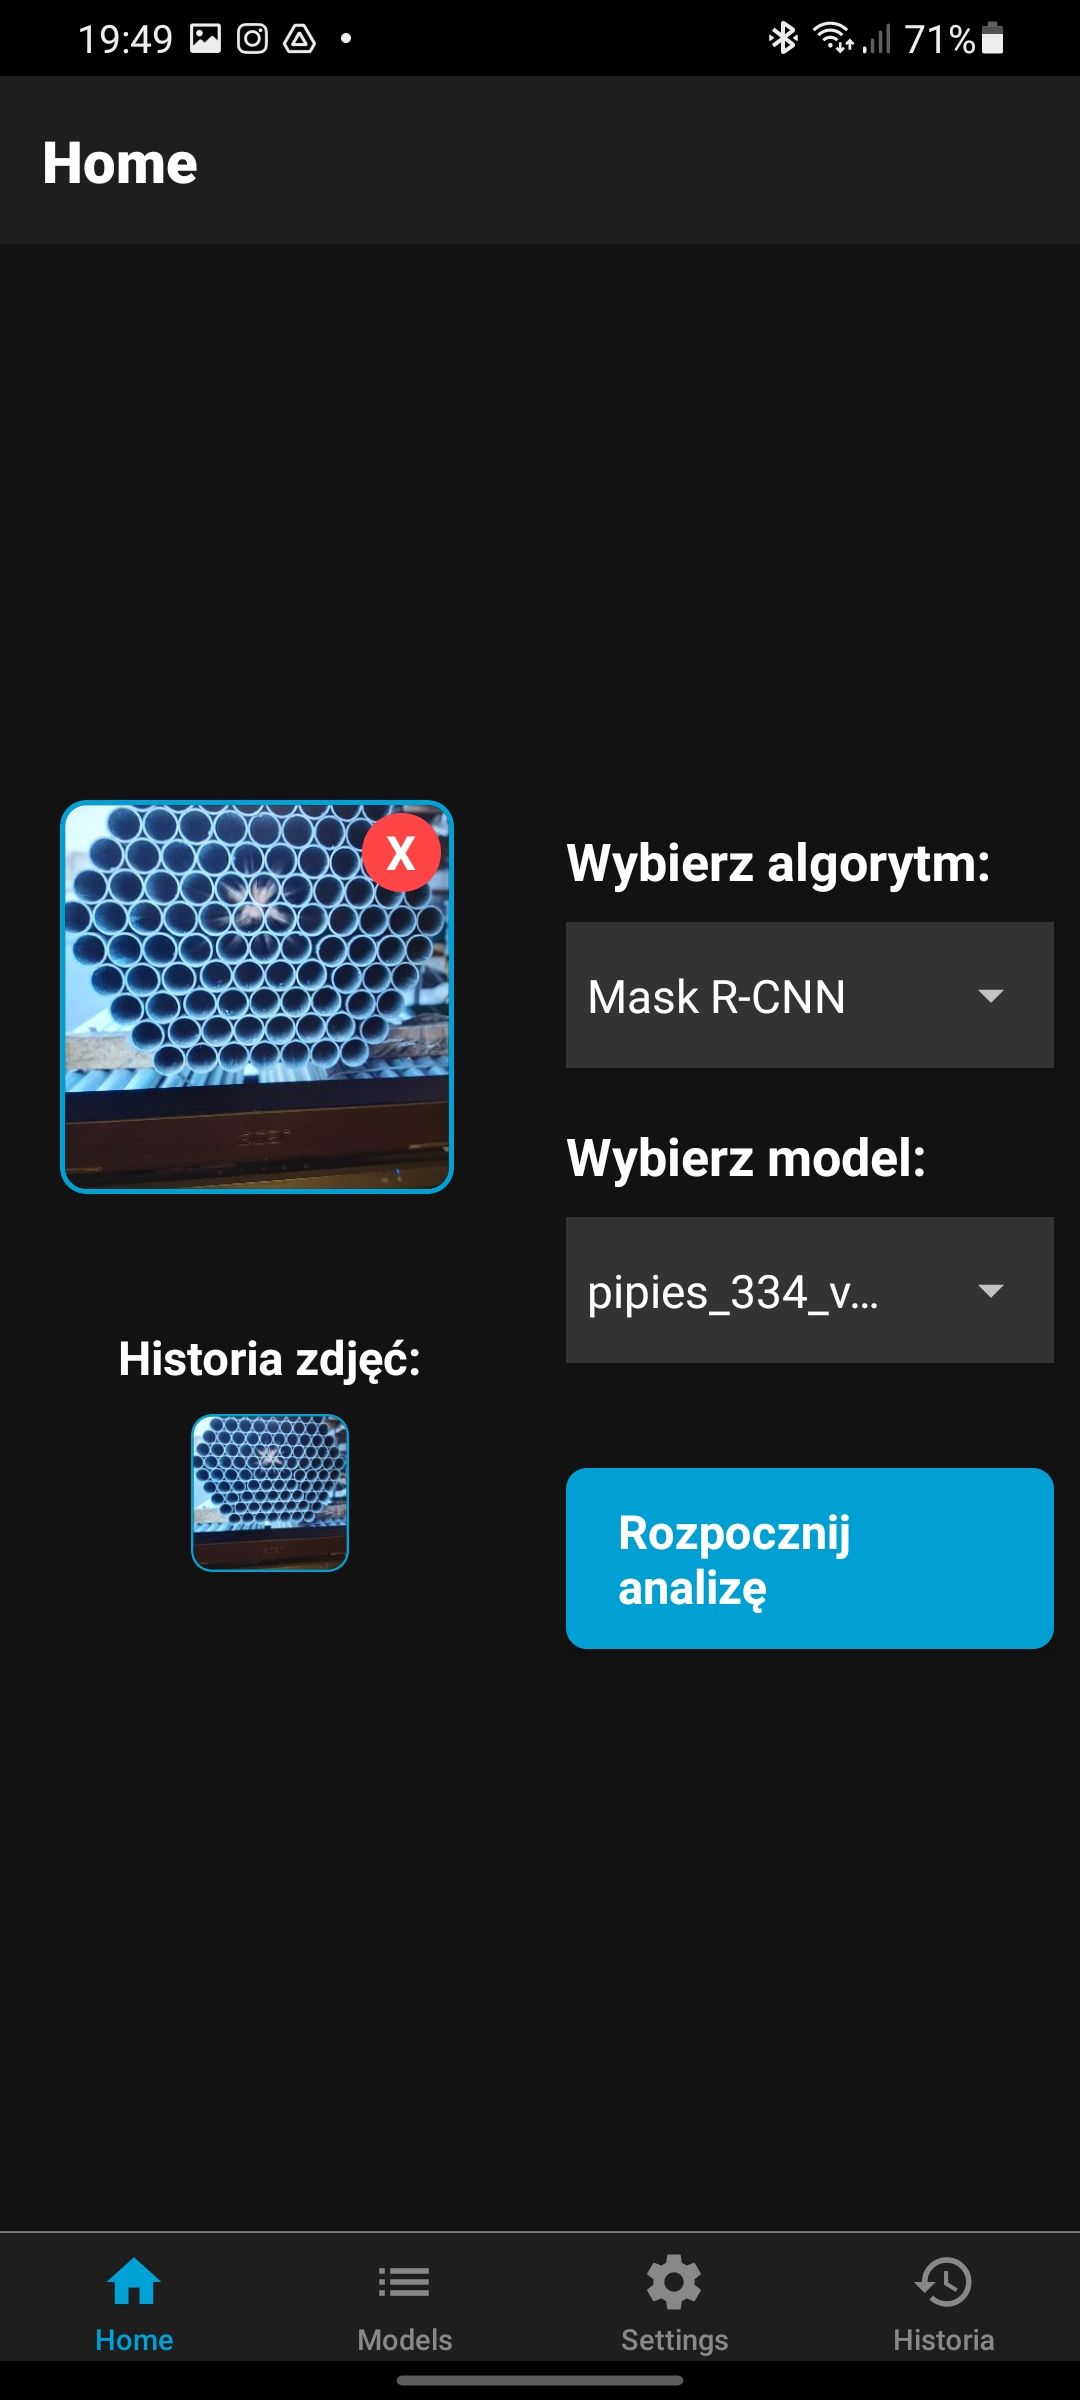 19:49
71%
Home
X
Wybierz algorytm:
Mask R-CNN
Wybierz model:
pipies_334_v...
Historia zdjęć:
Rozpocznij
analizę
acer
Home
Models
Settings
Historia